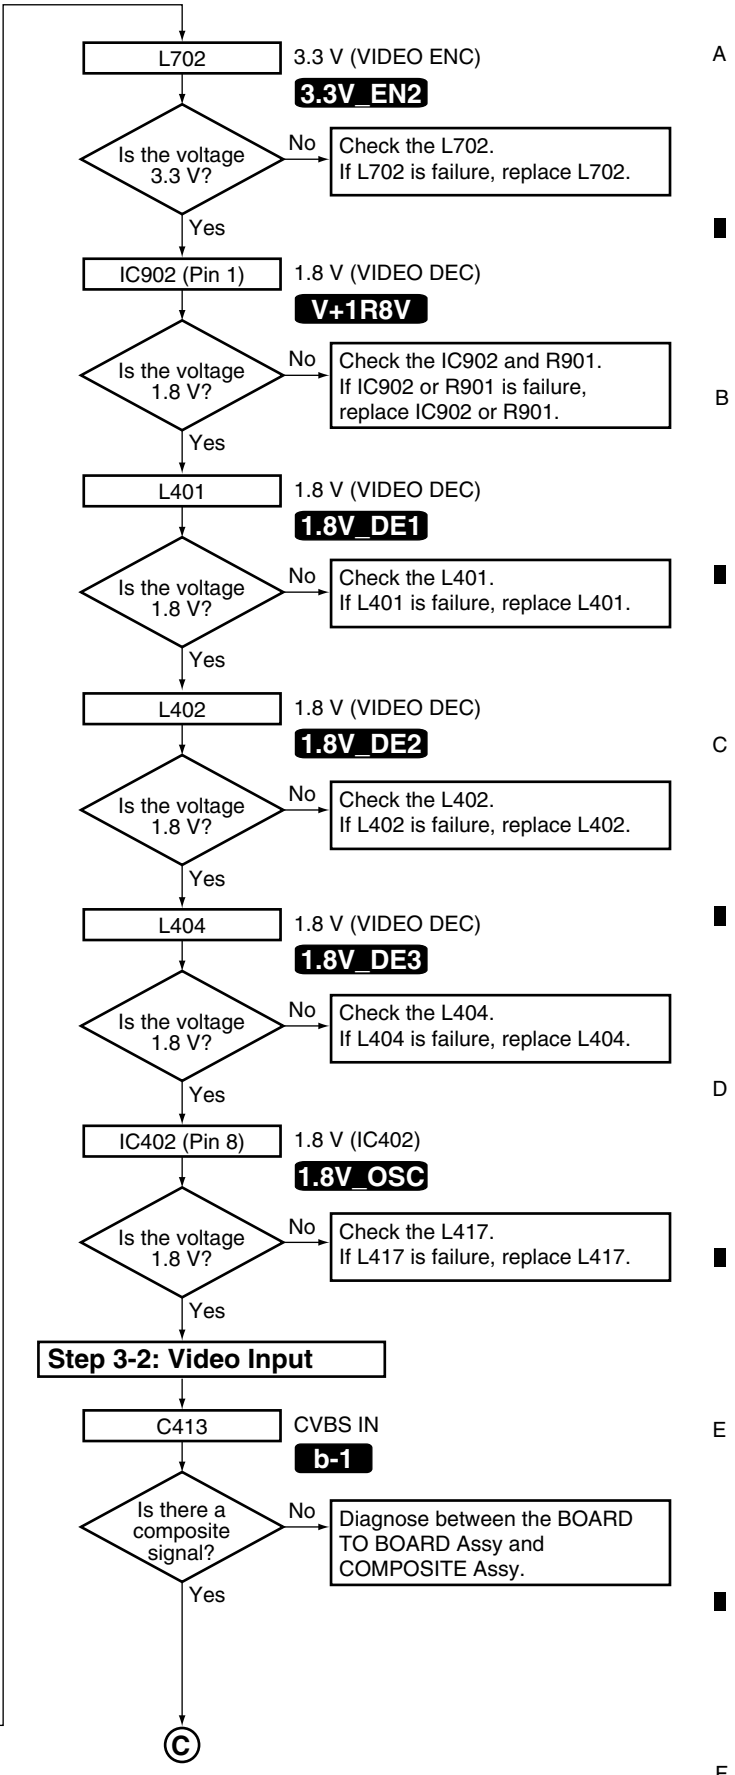 L702
3.3 V (VIDEO ENC)
A
3.3V_EN2
Is the voltage
3.3 V?
No
Check the L702.
If L702 is failure, replace L702.
Yes
IC902 (Pin 1)
1.8 V (VIDEO DEC)
V+1R8V
Is the voltage
1.8 V?
No
Check the IC902 and R901.
If IC902 or R901 is failure,
replace IC902 or R901.
B
Yes
L401
1.8 V (VIDEO DEC)
1.8V_DE1
Is the voltage
1.8 V?
No
Check the L401.
If L401 is failure, replace L401.
Yes
L402
1.8 V (VIDEO DEC)
1.8V_DE2
C
Is the voltage
1.8 V?
No
Check the L402.
If L402 is failure, replace L402.
Yes
L404
1.8 V (VIDEO DEC)
1.8V_DE3
Is the voltage
1.8 V?
No
Check the L404.
If L404 is failure, replace L404.
Yes
D
IC402 (Pin 8)
1.8 V (IC402)
1.8V_OSC
Is the voltage
1.8 V?
No
Check the L417.
If L417 is failure, replace L417.
Yes
Step 3-2: Video Input
C413
CVBS IN
E
b-1
Is there a
composite
signal?
No
Diagnose between the BOARD
TO BOARD Assy and
COMPOSITE Assy.
Yes
C